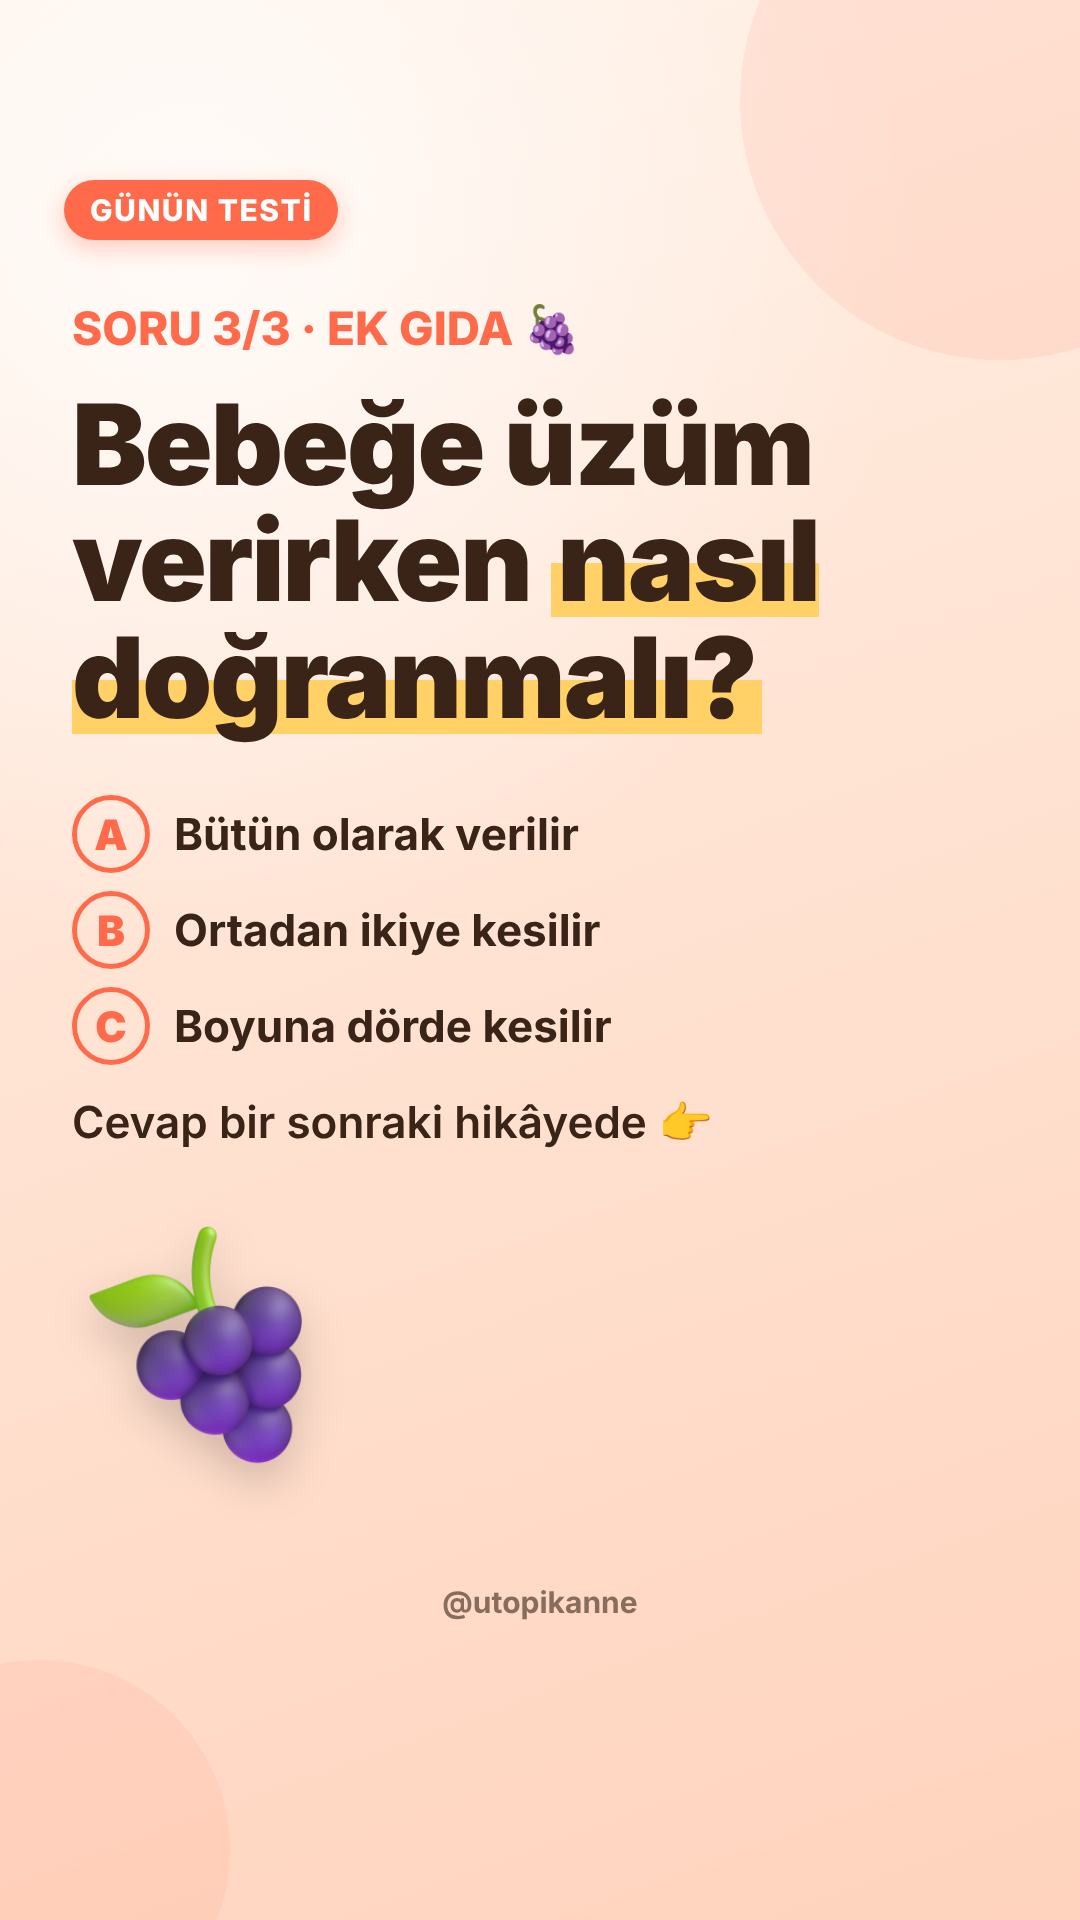 GÜNÜN TESTİ
SORU 3/3 · EK GIDA 🍇
Bebeğe üzüm
verirken nasıl
doğranmalı?
A Bütün olarak verilir
B Ortadan ikiye kesilir
C Boyuna dörde kesilir
Cevap bir sonraki hikâyede 👉
@utopikanne